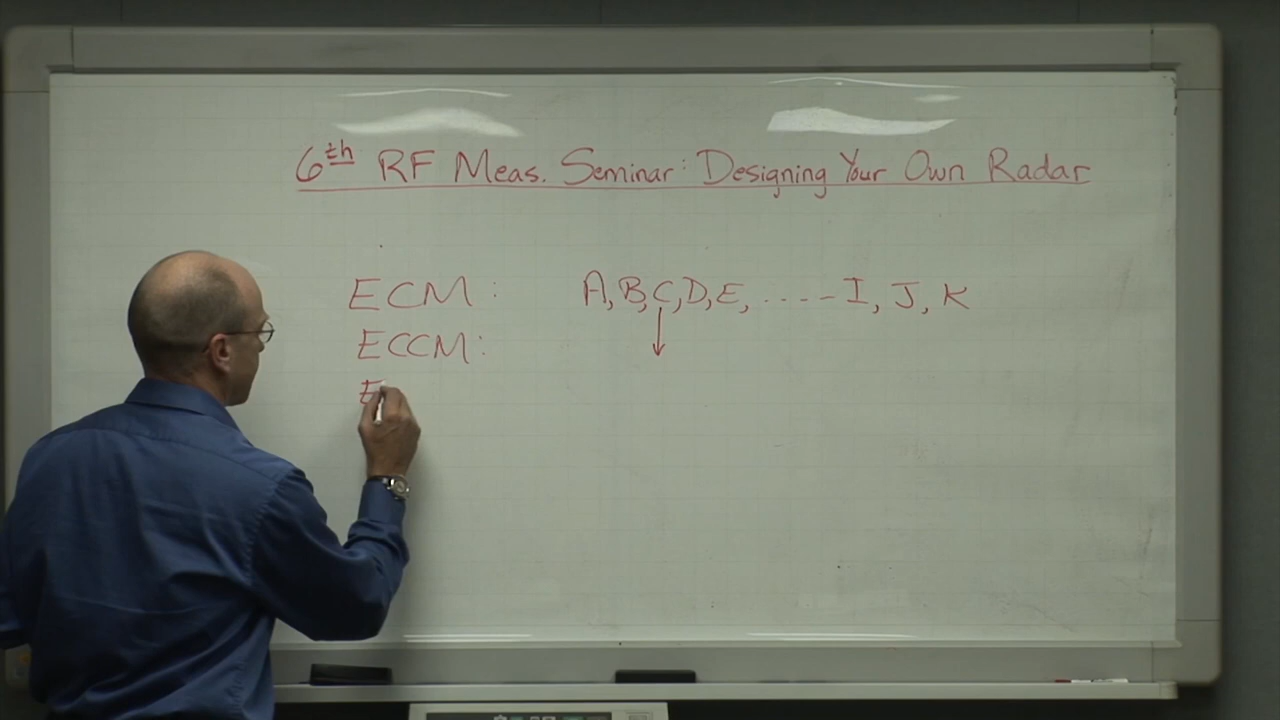 6th RF Meas. Seminar: Designing Your Own Radar
ECM: A, B, C, D, E, ----- I, J, K
ECCM:
E